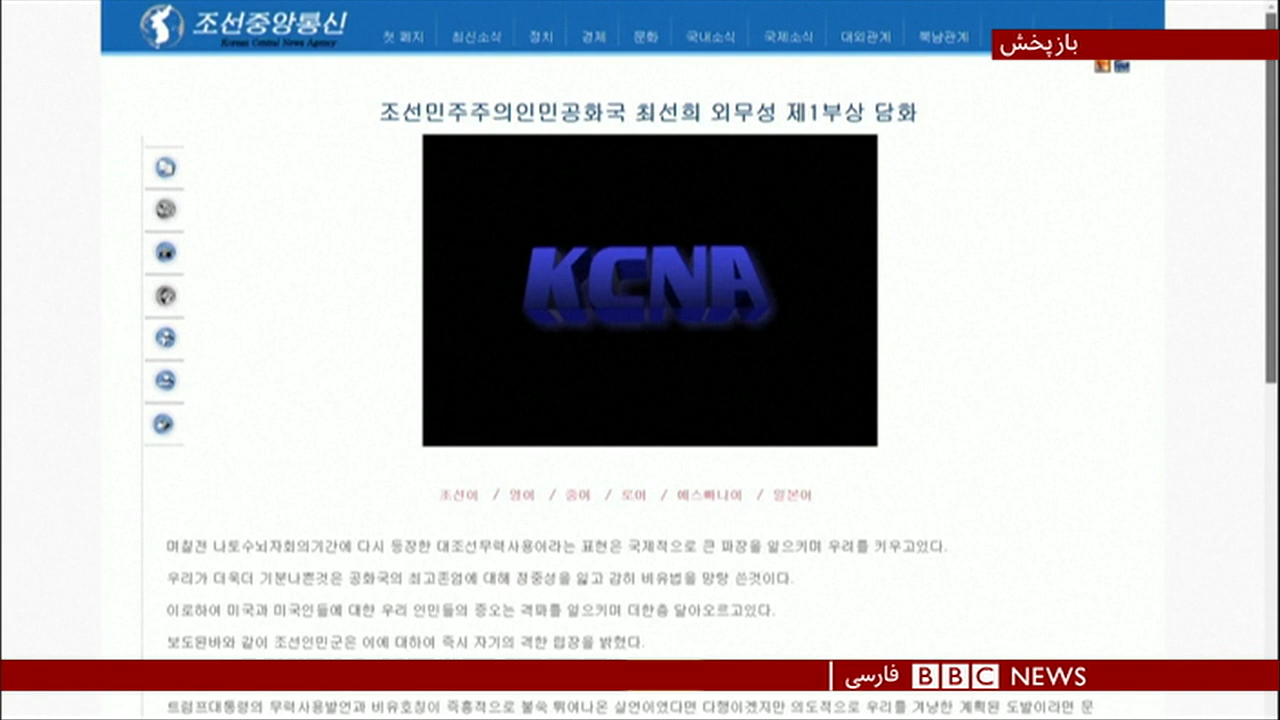 조선중앙통신
Korean Central News Agency
첫 페지 최신소식 정치 경제 문화 국내소식 국제소식 대외관계 북남관계
بازپخش
조선민주주의인민공화국 최선희 외무성 제1부상 담화
KCNA
조선어 / 영어 / 중어 / 로어 / 에스빠냐어 / 일본어
며칠전 나토수뇌자회의기간에 다시 등장한 대조선무력사용이라는 표현은 국제적으로 큰 파장을 일으키며 우려를 키우고있다.
우리가 더욱더 기분나쁜것은 공화국의 최고존엄에 대해 정중성을 잃고 감히 비유법을 망탕 쓴것이다.
이로하여 미국과 미국인들에 대한 우리 인민들의 증오는 격파를 일으키며 더한층 달아오르고있다.
보도된바와 같이 조선인민군은 이에 대하여 즉시 자기의 격한 립장을 밝혔다.
فارسی BBC NEWS
트럼프대통령의 무력사용발언과 비유호칭이 즉흥적으로 불쑥 튀여나온 실언이였다면 다행이겠지만 의도적으로 우리를 겨냥한 계획된 도발이라면 문